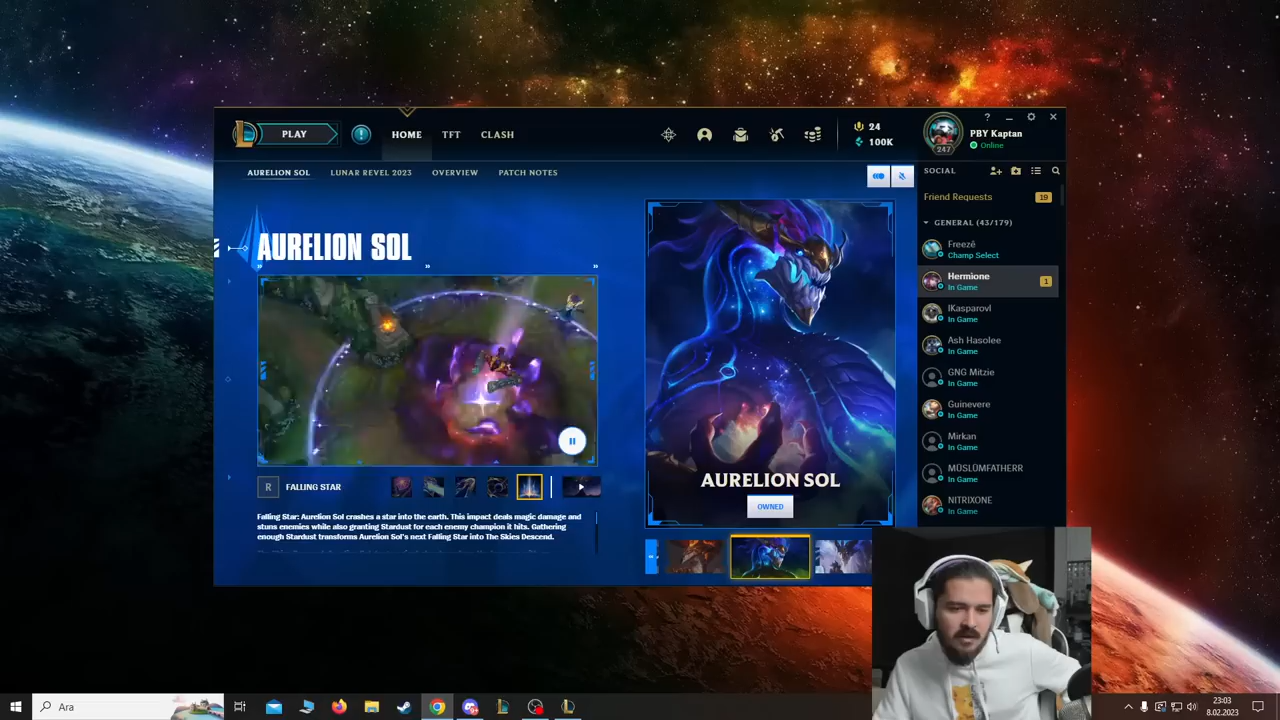 PLAY
HOME
TFT
CLASH
24
100K
247
PBY Kaptan
Online
AURELION SOL
LUNAR REVEL 2023
OVERVIEW
PATCH NOTES
SOCIAL
Friend Requests
19
GENERAL (43/179)
AURELION SOL
Freezê
Champ Select
Hermione
In Game
1
IKasparovI
In Game
Ash Hasolee
In Game
GNG Mitzie
In Game
Guinevere
In Game
Mirkan
In Game
MÜSLÜMFATHERR
In Game
NITRIXONE
In Game
AURELION SOL
OWNED
R
FALLING STAR
Falling Star: Aurelion Sol crashes a star into the earth. This impact deals magic damage and
stuns enemies while also granting Stardust for each enemy champion it hits. Gathering
enough Stardust transforms Aurelion Sol's next Falling Star into The Skies Descend.
Ara
23:03
8.02.2023